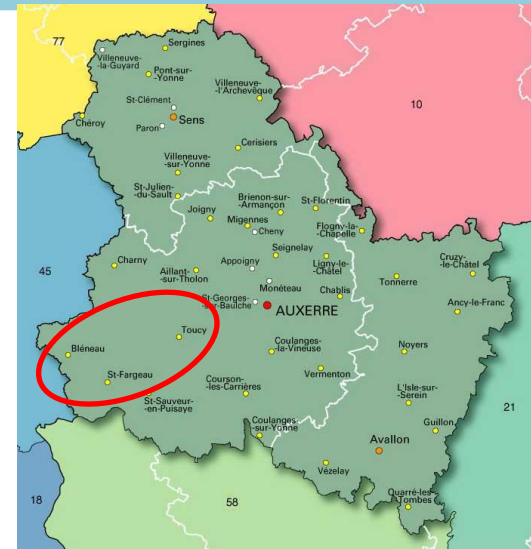 77
Sergines
Villeneuve-
-la-Guyard
Pont-sur-
-Yonne
Villeneuve-
-l'Archevêque
10
St-Clément
Chéroy
Paron
Sens
Cerisiers
Villeneuve-
-sur-Yonne
St-Julien-
-du-Sault
Joigny
Brienon-sur-
-Armançon
St-Florentin
Migennes
Cheny
Flogny-la-
-Chapelle
Seignelay
45
Charny
Aillant-
-sur-Tholon
Appoigny
Ligny-le-
-Châtel
Cruzy-
-le-Châtel
Tonnerre
Monéteau
Chablis
St-Georges-
-sur-Baulche
AUXERRE
Ancy-le-Franc
Toucy
Bléneau
Coulanges-
-la-Vineuse
Noyers
St-Fargeau
Courson-
-les-Carrières
Vermenton
St-Sauveur-
-en-Puisaye
L'Isle-sur-
-Serein
21
Coulanges-
-sur-Yonne
Guillon
Avallon
Vézelay
18
58
Quarré-les-
-Tombes